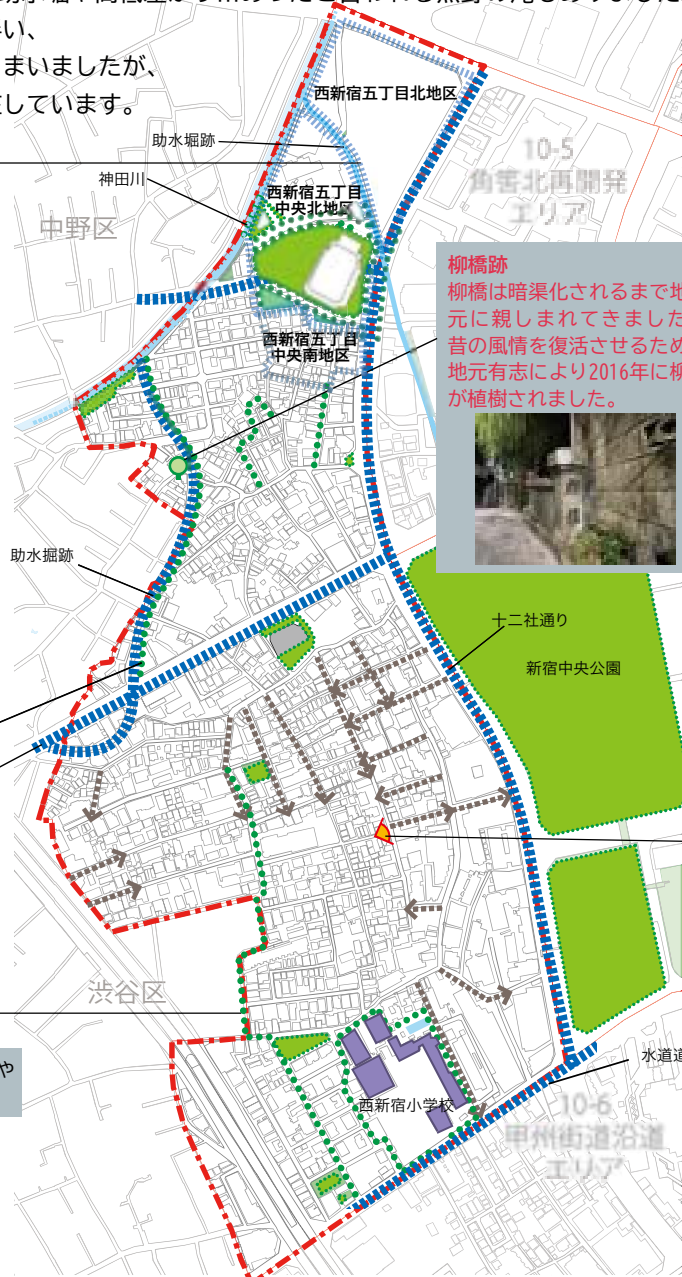 まいましたが、
しています。
西新宿五丁目北地区
助水堀跡
神田川
西新宿五丁目
中央北地区
中野区
10-5
角筈北再開発
エリア
柳橋跡
柳橋は暗渠化されるまで地
元に親しまれてきました
昔の風情を復活させるため
地元有志により2016年に柳
が植樹されました。
西新宿五丁目
中央南地区
助水掘跡
十二社通り
新宿中央公園
渋谷区
や
水道道
西新宿小学校
10-6
甲州街道沿道
エリア